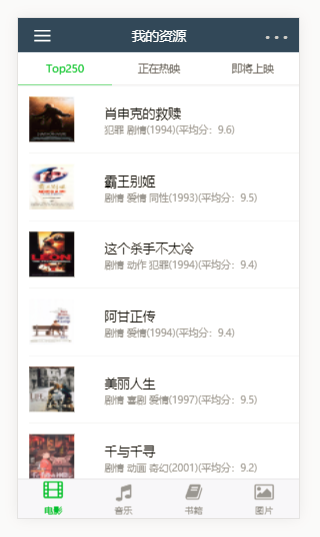 我的资源
Top250 正在热映 即将上映
肖申克的救赎
犯罪 剧情(1994)(平均分：9.6)
霸王别姬
剧情 爱情 同性(1993)(平均分：9.5)
这个杀手不太冷
剧情 动作 犯罪(1994)(平均分：9.4)
阿甘正传
剧情 爱情(1994)(平均分：9.4)
美丽人生
剧情 喜剧 爱情(1997)(平均分：9.5)
LEON
千与千寻
剧情 动画 奇幻(2001)(平均分：9.2)
电影 音乐 书籍 图片